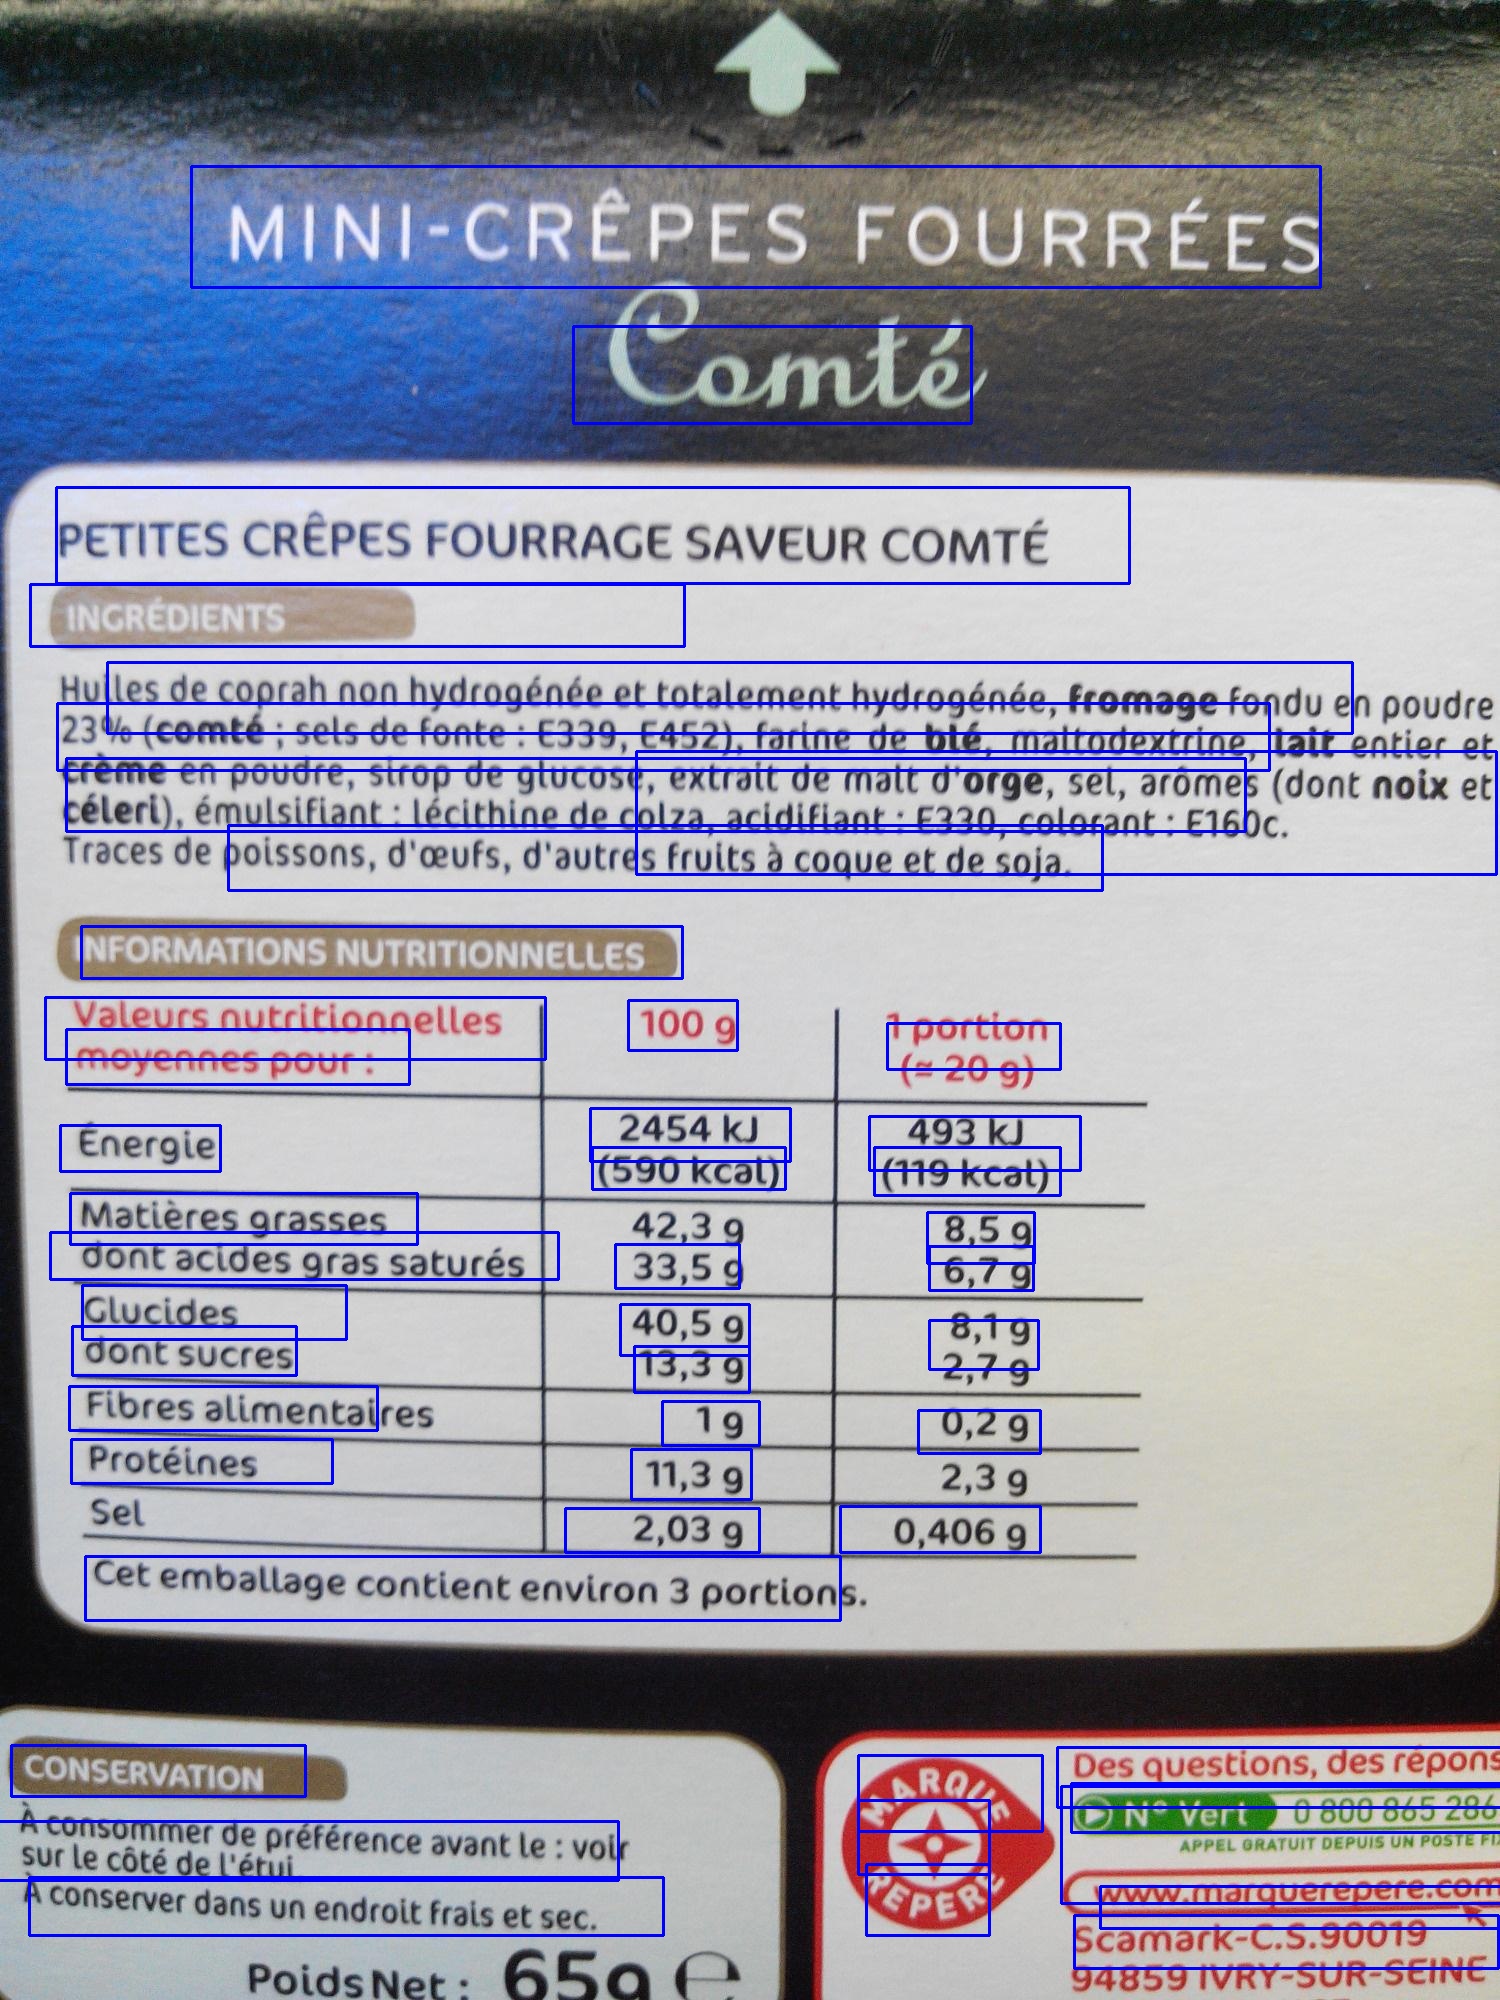 MINI-CRÊPES FOURRÉES
Comté
PETITES CRÊPES FOURRAGE SAVEUR COMTÉ
INGRÉDIENTS
Huiles de coprah non hydrogénée et totalement hydrogénée, fromage fondu en poudre
23% (comté ; sels de fonte : E339, E452), farine de blé, maltodextrine, lait entier et
crème en poudre, sirop de glucose, extrait de malt d'orge, sel, arômes (dont noix et
céleri), émulsifiant : lécithine de colza, acidifiant : E330, colorant : E160c.
Traces de poissons, d'œufs, d'autres fruits à coque et de soja.
INFORMATIONS NUTRITIONNELLES
Valeurs nutritionnelles 100 g 1 portion
moyennes pour : (≈ 20 g)
Énergie 2454 kJ 493 kJ
(590 kcal) (119 kcal)
Matières grasses 42,3 g 8,5 g
dont acides gras saturés 33,5 g 6,7 g
Glucides 40,5 g 8,1 g
dont sucres 13,3 g 2,7 g
Fibres alimentaires 1 g 0,2 g
Protéines 11,3 g 2,3 g
Sel 2,03 g 0,406 g
Cet emballage contient environ 3 portions.
CONSERVATION
À consommer de préférence avant le : voir
sur le côté de l'étui.
À conserver dans un endroit frais et sec.
Poids Net : 65g e
MARQUE
REPÈRE
Des questions, des répons
N° Vert 0 800 865 286
APPEL GRATUIT DEPUIS UN POSTE FI
www.marquerepere.com
Scamark-C.S.90019
94859 IVRY-SUR-SEINE